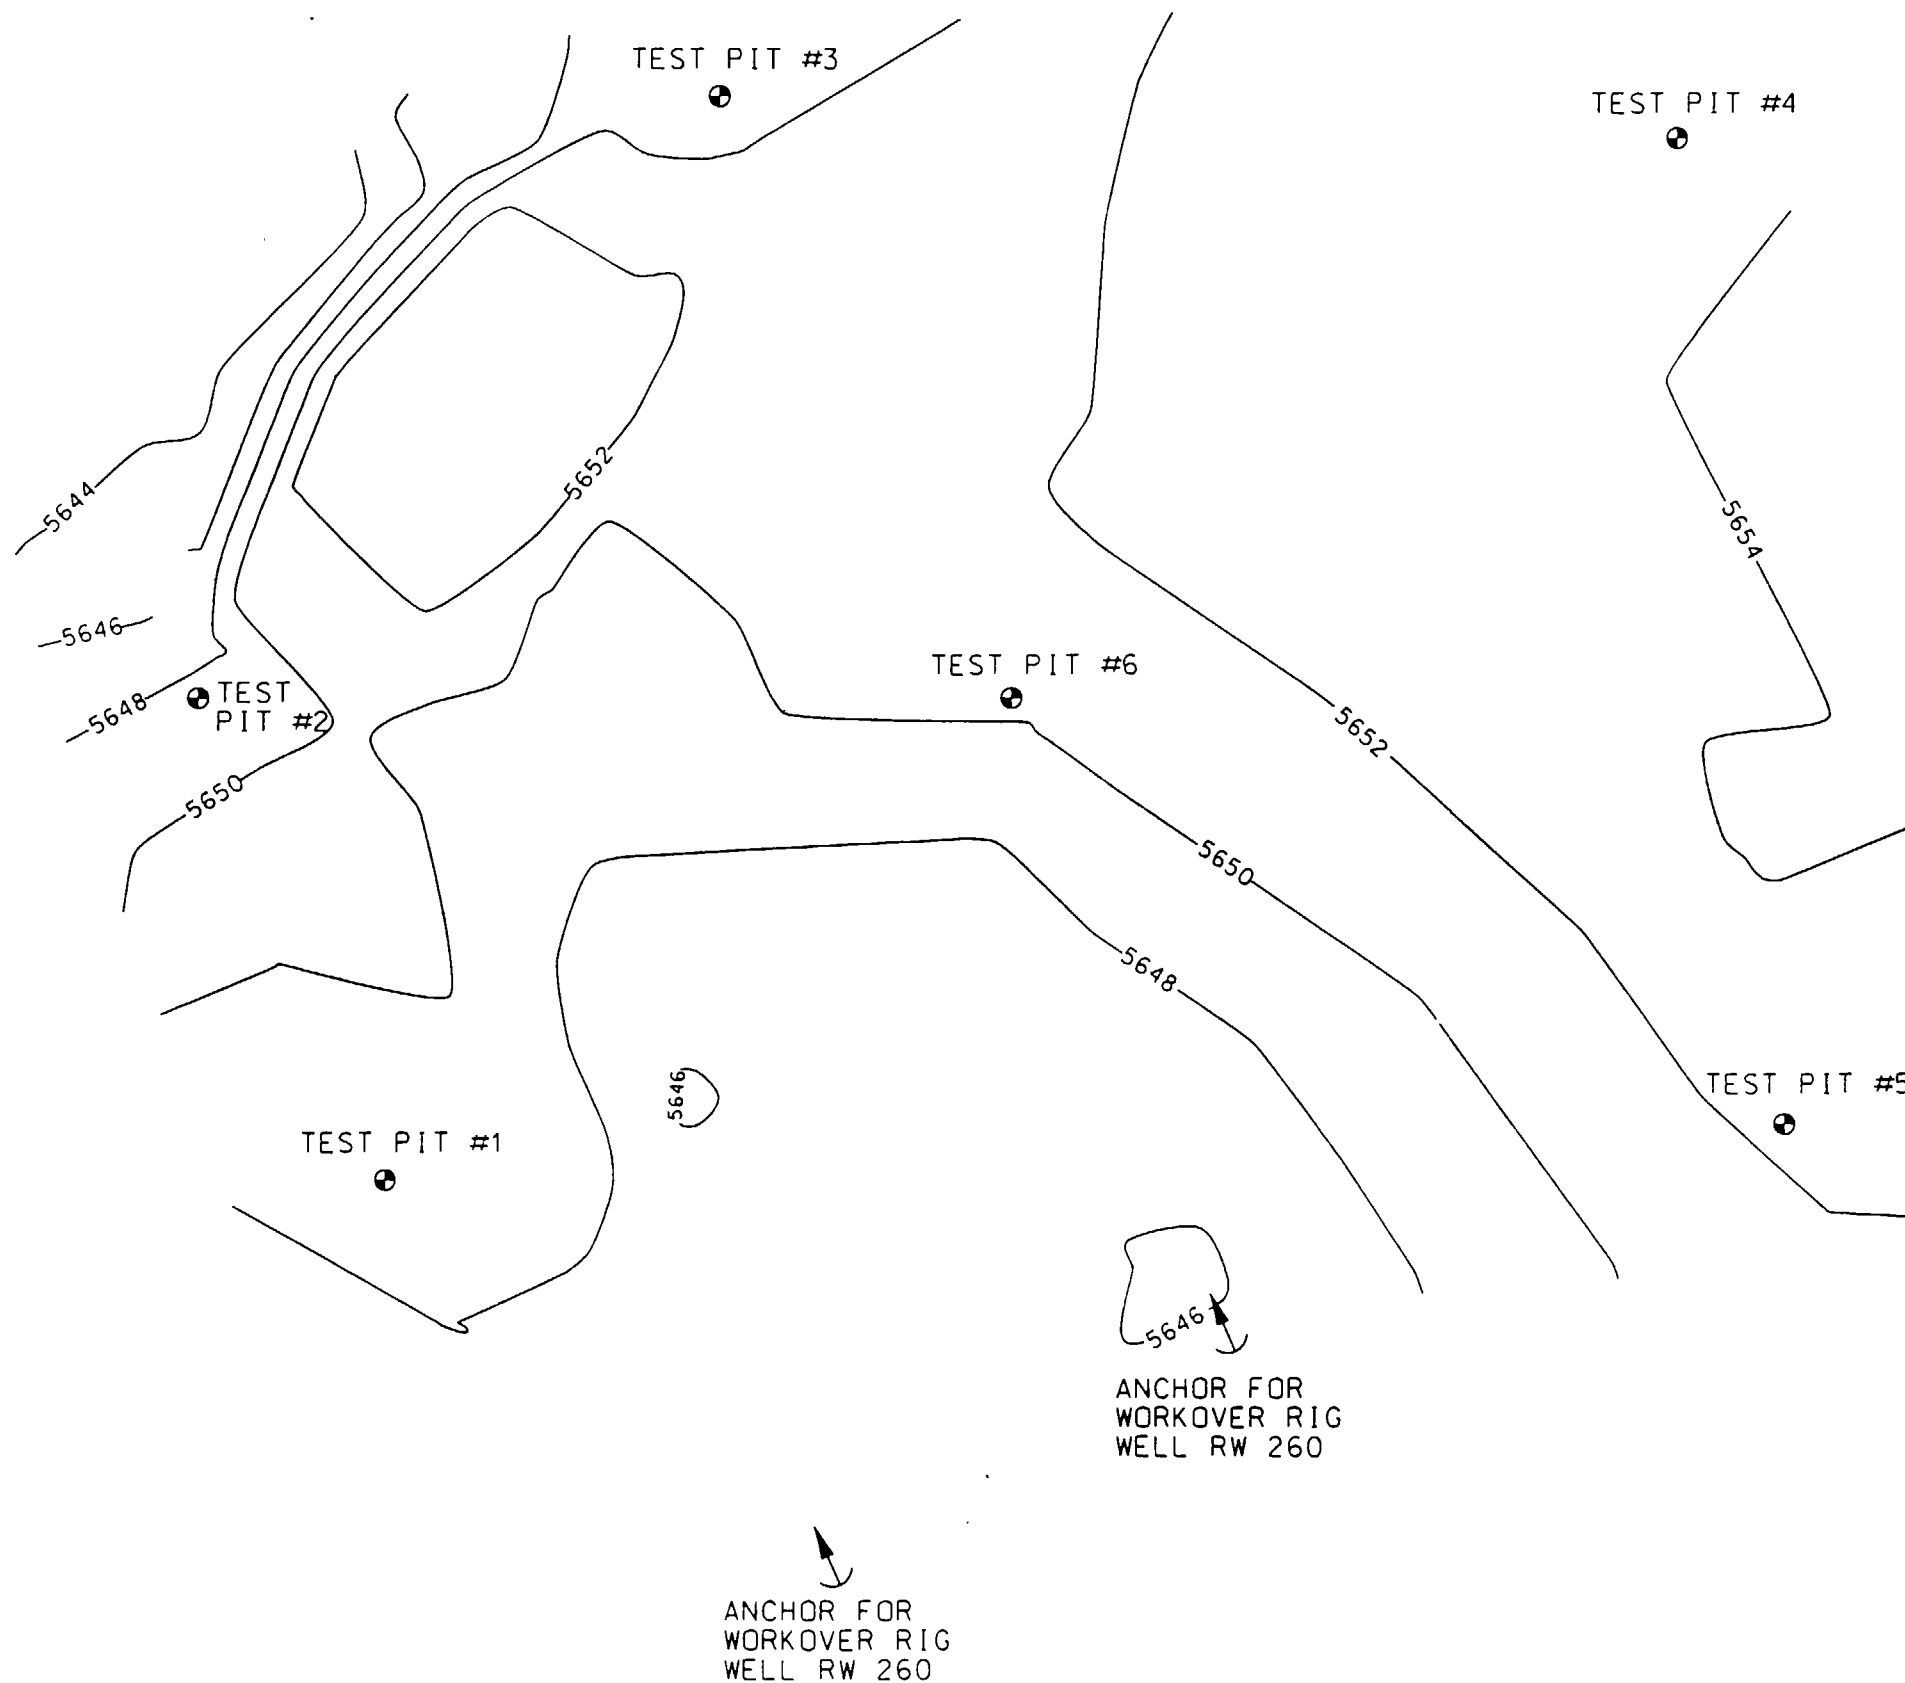 TEST PIT #3
TEST PIT #4
5652
5644
5654
5646
TEST PIT #6
TEST
PIT #2
5648
5652
5650
5650
5648
5646
TEST PIT #5
TEST PIT #1
5646
ANCHOR FOR
WORKOVER RIG
WELL RW 260
ANCHOR FOR
WORKOVER RIG
WELL RW 260